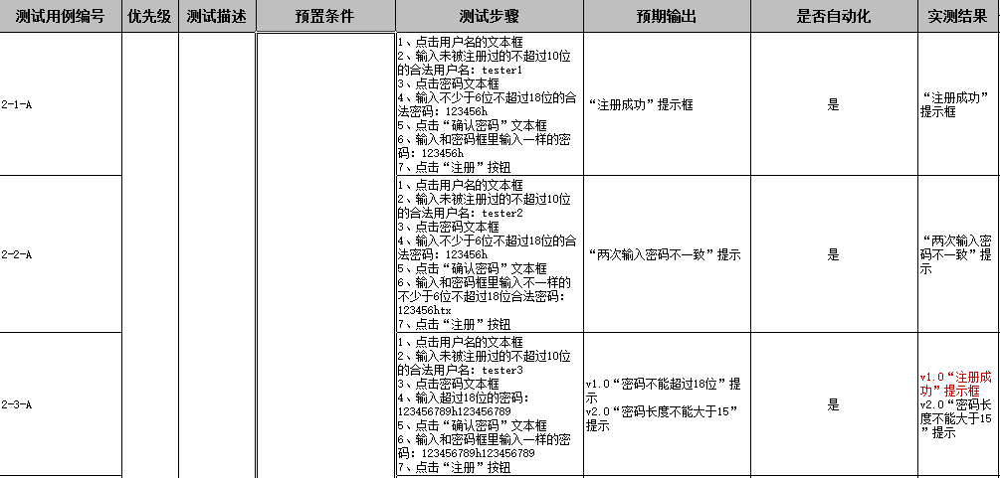 测试用例编号 优先级 测试描述 预置条件 测试步骤 预期输出 是否自动化 实测结果
2-1-A
1、点击用户名的文本框
2、输入未被注册过的不超过10位
的合法用户名：tester1
3、点击密码文本框
4、输入不少于6位不超过18位的合
法密码：123456h
5、点击“确认密码”文本框
6、输入和密码框里输入一样的密
码：123456h
7、点击“注册”按钮
“注册成功”提示框
是
“注册成功”
提示框
2-2-A
1、点击用户名的文本框
2、输入未被注册过的不超过10位
的合法用户名：tester2
3、点击密码文本框
4、输入不少于6位不超过18位的合
法密码：123456h
5、点击“确认密码”文本框
6、输入和密码框里输入不一样的
不少于6位不超过18位合法密码：
123456htx
7、点击“注册”按钮
“两次输入密码不一致”提示
是
“两次输入密
码不一致”提
示
2-3-A
1、点击用户名的文本框
2、输入未被注册过的不超过10位
的合法用户名：tester3
3、点击密码文本框
4、输入超过18位的密码：
123456789h123456789
5、点击“确认密码”文本框
6、输入和密码框里输入一样的密
码：123456789h123456789
7、点击“注册”按钮
v1.0“密码不能超过18位”提
示
v2.0“密码长度不能大于15”
提示
是
v1.0“注册成
功”提示框
v2.0“密码长
度不能大于15
”提示